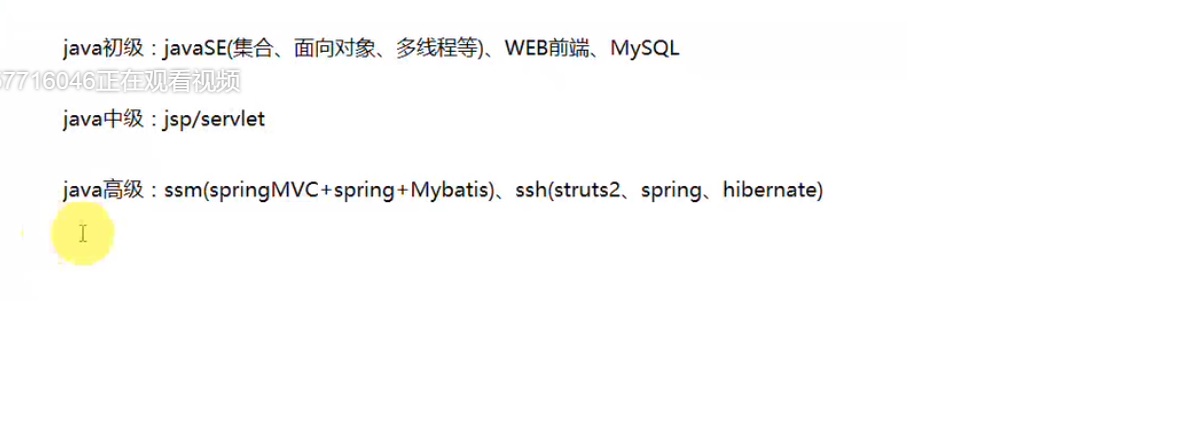 java初级：javaSE(集合、面向对象、多线程等)、WEB前端、MySQL
7716046正在观看视频
java中级：jsp/servlet
java高级：ssm(springMVC+spring+Mybatis)、ssh(struts2、spring、hibernate)